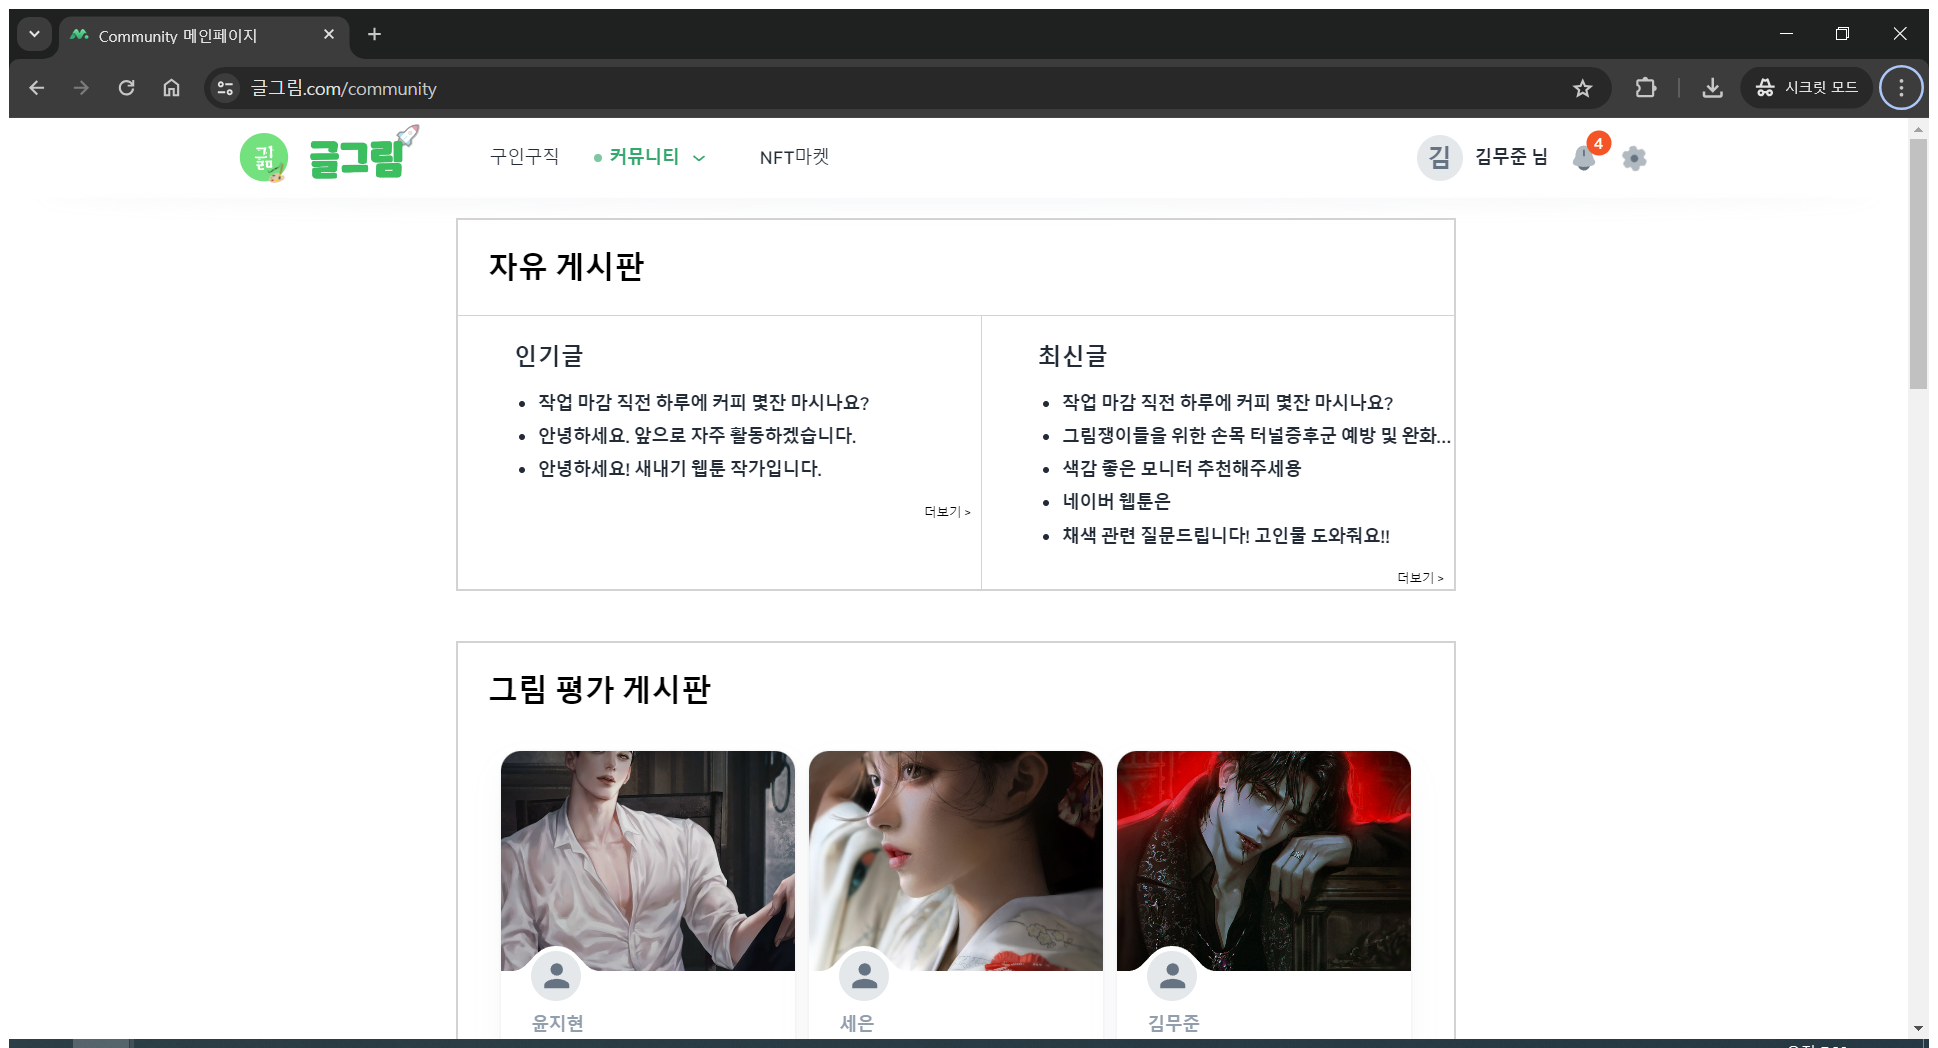 Community 메인페이지
글그림.com/community
시크릿 모드
글그림
글그림
구인구직
커뮤니티
NFT마켓
김
김무준 님
4
자유 게시판
인기글
작업 마감 직전 하루에 커피 몇잔 마시나요?
안녕하세요. 앞으로 자주 활동하겠습니다.
안녕하세요! 새내기 웹툰 작가입니다.
더보기 >
최신글
작업 마감 직전 하루에 커피 몇잔 마시나요?
그림쟁이들을 위한 손목 터널증후군 예방 및 완화...
색감 좋은 모니터 추천해주세용
네이버 웹툰은
채색 관련 질문드립니다! 고인물 도와줘요!!
더보기 >
그림 평가 게시판
윤지현
세은
김무준